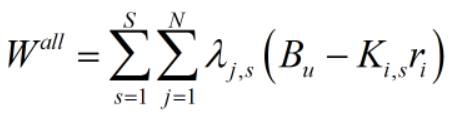 W^{all} = \sum_{s=1}^{S} \sum_{j=1}^{N} \lambda_{j,s} \left( B_u - K_{i,s} r_i \right)